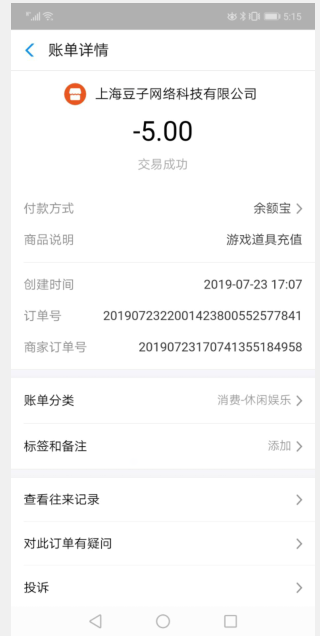 5:15
账单详情
上海豆子网络科技有限公司
-5.00
交易成功
付款方式 余额宝
商品说明 游戏道具充值
创建时间 2019-07-23 17:07
订单号 2019072322001423800552577841
商家订单号 20190723170741355184958
账单分类 消费-休闲娱乐
标签和备注 添加
查看往来记录
对此订单有疑问
投诉